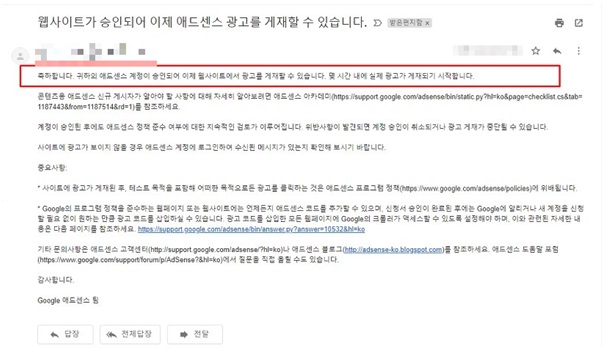 웹사이트가 승인되어 이제 애드센스 광고를 게재할 수 있습니다.
받은편지함 ×
축하합니다. 귀하의 애드센스 계정이 승인되어 이제 웹사이트에서 광고를 게재할 수 있습니다. 몇 시간 내에 실제 광고가 게재되기 시작합니다.
콘텐츠용 애드센스 신규 게시자가 알아야 할 사항에 대해 자세히 알아보려면 애드센스 아카데미(https://support.google.com/adsense/bin/static.py?hl=ko&page=checklist.cs&tab=
1187443&from=1187514&rd=1)를 참조하세요.
계정이 승인된 후에도 애드센스 정책 준수 여부에 대한 지속적인 검토가 이루어집니다. 위반사항이 발견되면 계정 승인이 취소되거나 광고 게재가 중단될 수 있습니다.
사이트에 광고가 보이지 않을 경우 애드센스 계정에 로그인하여 수신된 메시지가 있는지 확인해 보시기 바랍니다.
중요사항:
* 사이트에 광고가 게재된 후, 테스트 목적을 포함해 어떠한 목적으로든 광고를 클릭하는 것은 애드센스 프로그램 정책(https://www.google.com/adsense/policies)에 위배됩니다.
* Google의 프로그램 정책을 준수하는 웹페이지 또는 웹사이트에는 언제든지 애드센스 코드를 추가할 수 있으며, 신청서 승인이 완료된 후에는 Google에 알리거나 새 계정을 신청
할 필요 없이 원하는 만큼 광고 코드를 삽입하실 수 있습니다. 광고 코드를 삽입한 모든 웹페이지에 Google의 크롤러가 액세스할 수 있도록 설정해야 하며, 이와 관련된 자세한 내
용은 다음 페이지를 참조하세요. https://support.google.com/adsense/bin/answer.py?answer=10532&hl=ko
기타 문의사항은 애드센스 고객센터(http://support.google.com/adsense/?hl=ko)나 애드센스 블로그(http://adsense-ko.blogspot.com)를 참조하세요. 애드센스 도움말 포럼
(https://www.google.com/support/forum/p/AdSense?&hl=ko)에서 질문을 직접 올릴 수도 있습니다.
감사합니다.
Google 애드센스 팀
답장
전체답장
전달